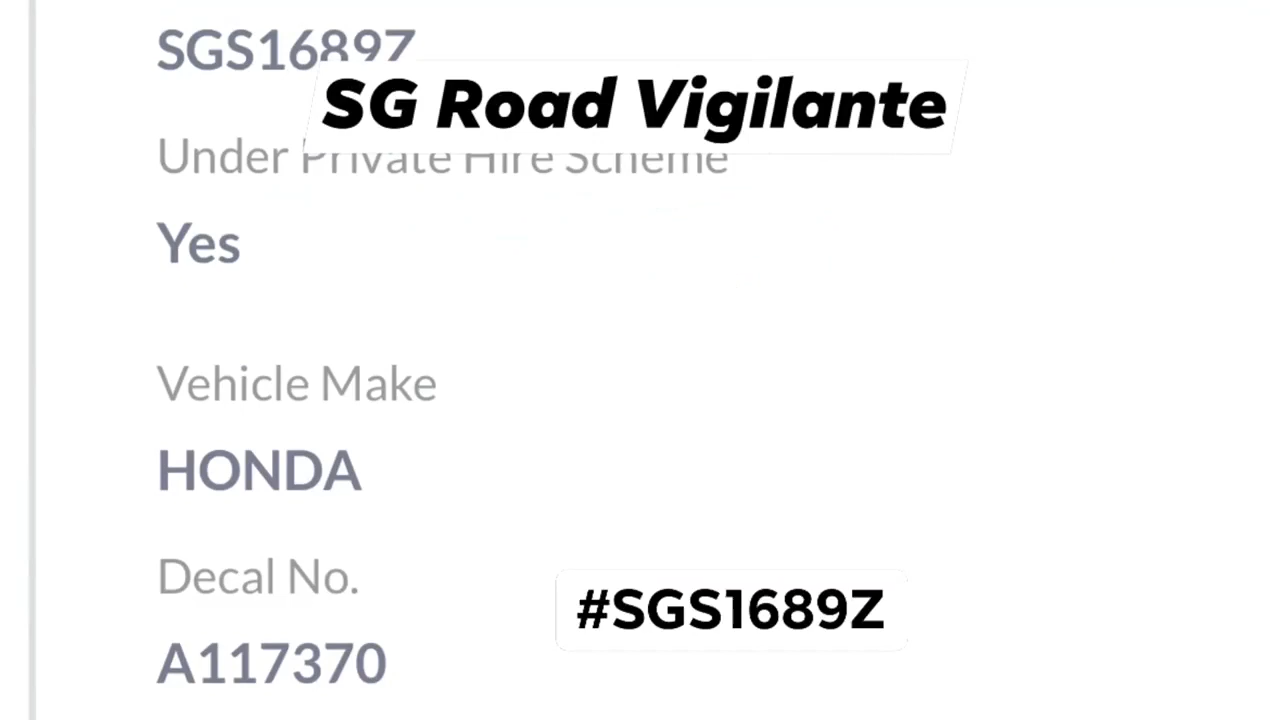 SGS1689Z
SG Road Vigilante
Under Private Hire Scheme
Yes
Vehicle Make
HONDA
Decal No.
#SGS1689Z
A117370